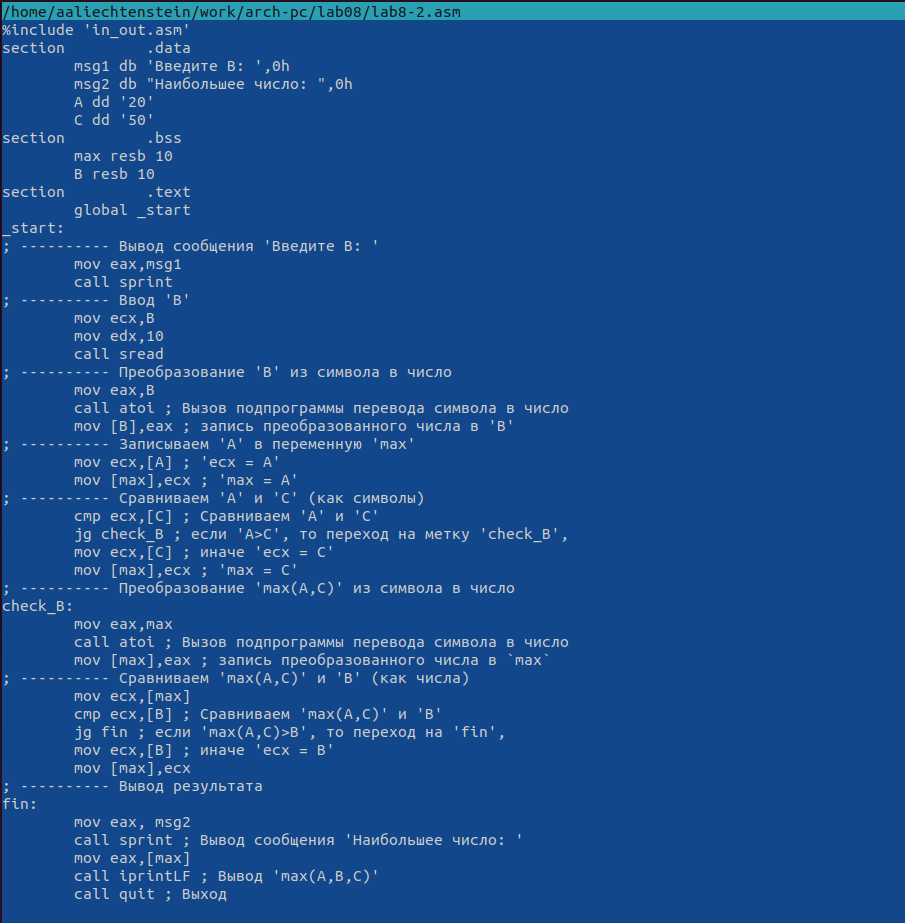 /home/aaliechtenstein/work/arch-pc/lab08/lab8-2.asm
%include 'in_out.asm'
section         .data
        msg1 db 'Введите B: ',0h
        msg2 db "Наибольшее число: ",0h
        A dd '20'
        C dd '50'
section         .bss
        max resb 10
        B resb 10
section         .text
        global _start
_start:
; ---------- Вывод сообщения 'Введите B: '
        mov eax,msg1
        call sprint
; ---------- Ввод 'B'
        mov ecx,B
        mov edx,10
        call sread
; ---------- Преобразование 'B' из символа в число
        mov eax,B
        call atoi ; Вызов подпрограммы перевода символа в число
        mov [B],eax ; запись преобразованного числа в 'B'
; ---------- Записываем 'A' в переменную 'max'
        mov ecx,[A] ; 'ecx = A'
        mov [max],ecx ; 'max = A'
; ---------- Сравниваем 'A' и 'C' (как символы)
        cmp ecx,[C] ; Сравниваем 'A' и 'C'
        jg check_B ; если 'A>C', то переход на метку 'check_B',
        mov ecx,[C] ; иначе 'ecx = C'
        mov [max],ecx ; 'max = C'
; ---------- Преобразование 'max(A,C)' из символа в число
check_B:
        mov eax,max
        call atoi ; Вызов подпрограммы перевода символа в число
        mov [max],eax ; запись преобразованного числа в `max`
; ---------- Сравниваем 'max(A,C)' и 'B' (как числа)
        mov ecx,[max]
        cmp ecx,[B] ; Сравниваем 'max(A,C)' и 'B'
        jg fin ; если 'max(A,C)>B', то переход на 'fin',
        mov ecx,[B] ; иначе 'ecx = B'
        mov [max],ecx
; ---------- Вывод результата
fin:
        mov eax, msg2
        call sprint ; Вывод сообщения 'Наибольшее число: '
        mov eax,[max]
        call iprintLF ; Вывод 'max(A,B,C)'
        call quit ; Выход